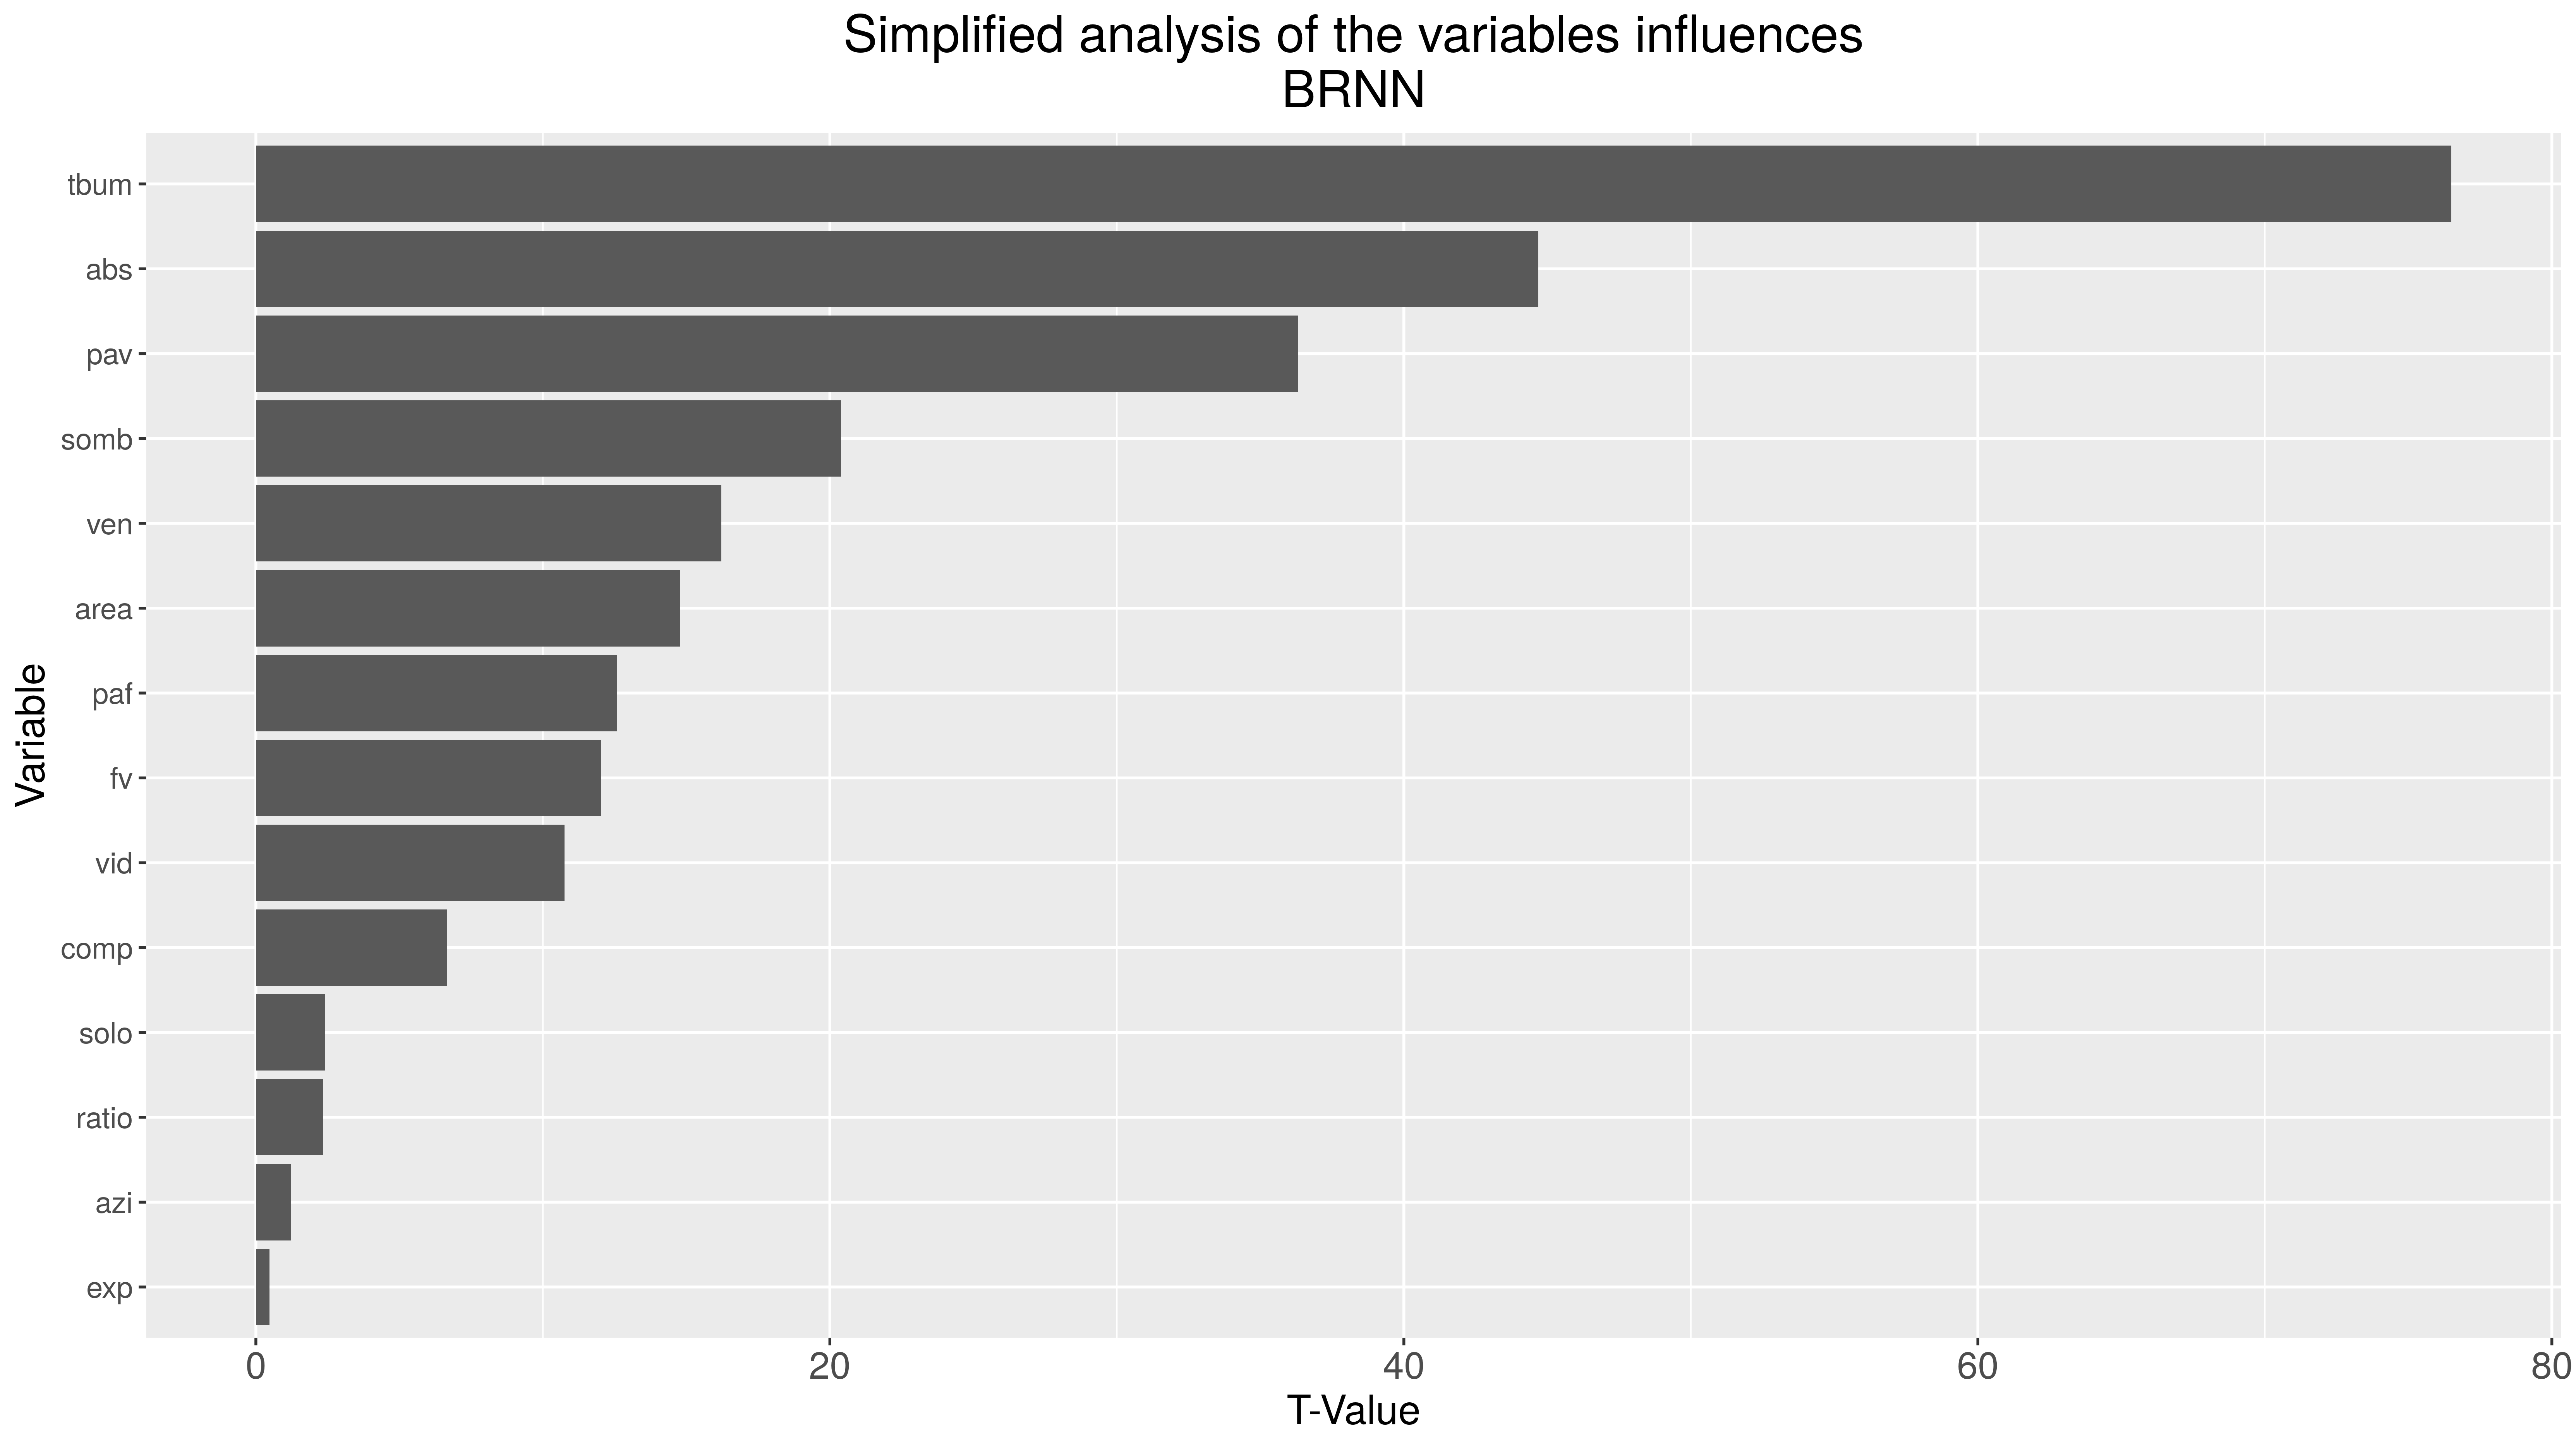 Simplified analysis of the variables influences
BRNN
tbum
abs
pav
somb
ven
area
paf
fv
vid
comp
solo
ratio
azi
exp
Variable
0 20 40 60 80
T-Value